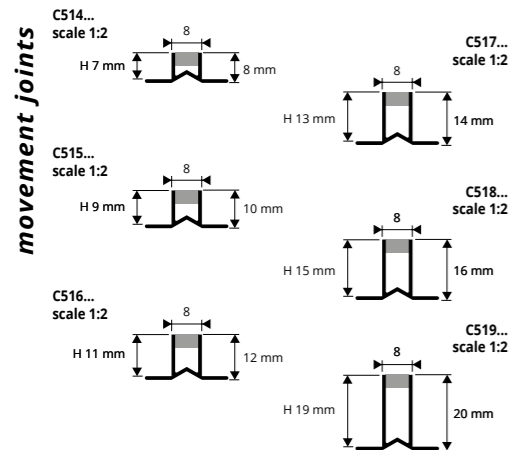 movement joints
C514...
scale 1:2
8
H 7 mm
8 mm
C515...
scale 1:2
8
H 9 mm
10 mm
C516...
scale 1:2
8
H 11 mm
12 mm
C517...
scale 1:2
8
H 13 mm
14 mm
C518...
scale 1:2
8
H 15 mm
16 mm
C519...
scale 1:2
8
H 19 mm
20 mm